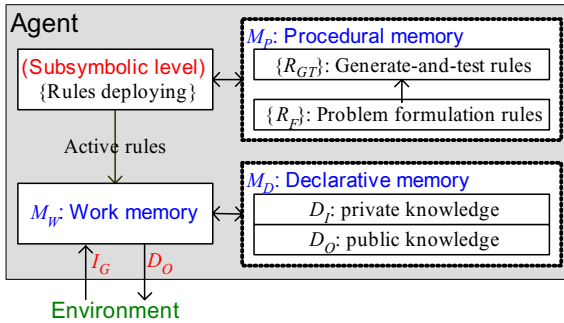 Agent
(Subsymbolic level)
{Rules deploying}
M_P: Procedural memory
{R_GT}: Generate-and-test rules
{R_F}: Problem formulation rules
Active rules
M_W: Work memory
M_D: Declarative memory
D_I: private knowledge
D_O: public knowledge
I_G
D_O
Environment